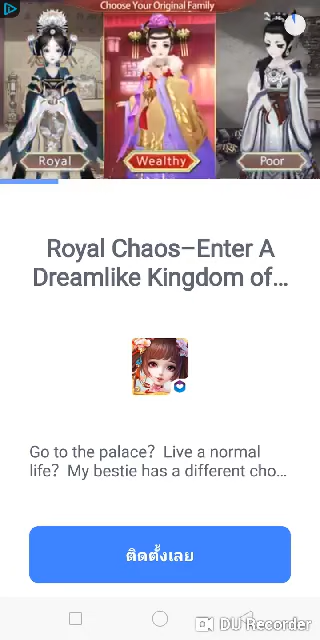 Choose Your Original Family
Royal
Wealthy
Poor
Royal Chaos–Enter A
Dreamlike Kingdom of…
Go to the palace？Live a normal
life？My bestie has a different cho…
ติดตั้งเลย
DU Recorder